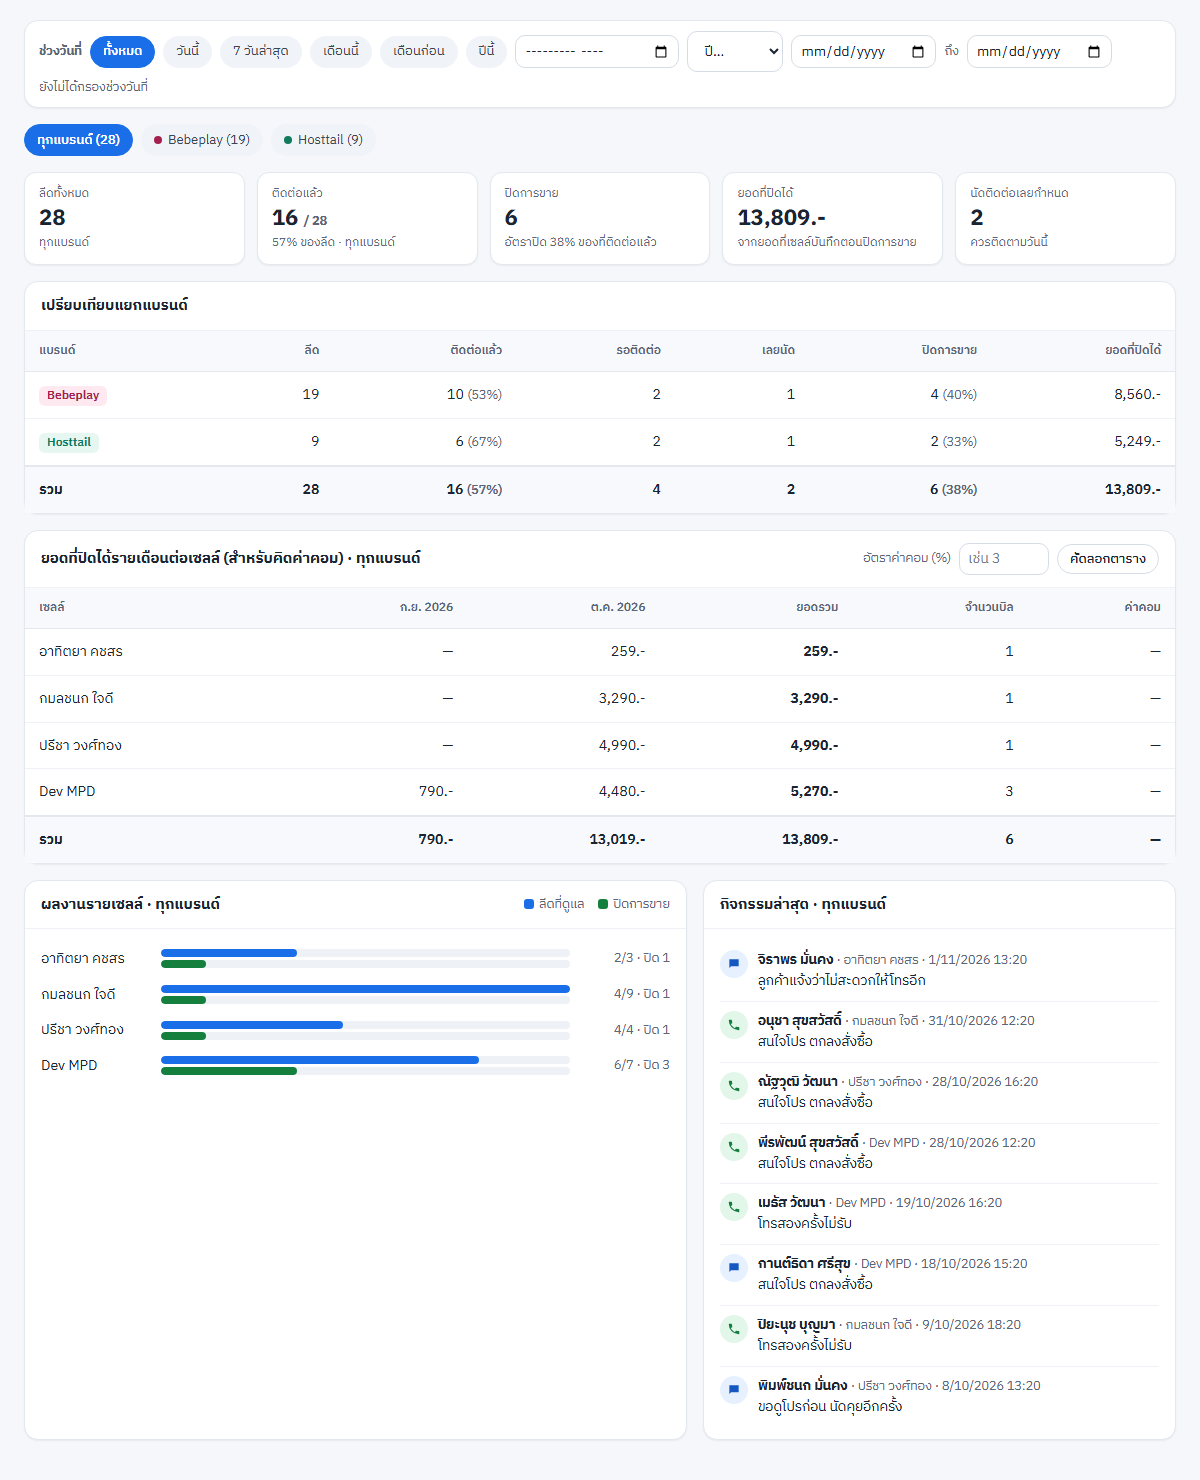 ช่วงวันที่ ทั้งหมด วันนี้ 7 วันล่าสุด เดือนนี้ เดือนก่อน ปีนี้ --------- ---- ปี... mm/dd/yyyy ถึง mm/dd/yyyy
ยังไม่ได้กรองช่วงวันที่
ทุกแบรนด์ (28) Bebeplay (19) Hosttail (9)
ลีดทั้งหมด
28
ทุกแบรนด์
ติดต่อแล้ว
16 / 28
57% ของลีด · ทุกแบรนด์
ปิดการขาย
6
อัตราปิด 38% ของที่ติดต่อแล้ว
ยอดที่ปิดได้
13,809.-
จากยอดที่เซลล์บันทึกตอนปิดการขาย
นัดติดต่อเลยกำหนด
2
ควรติดตามวันนี้
เปรียบเทียบแยกแบรนด์
แบรนด์ ลีด ติดต่อแล้ว รอติดต่อ เลยนัด ปิดการขาย ยอดที่ปิดได้
Bebeplay 19 10 (53%) 2 1 4 (40%) 8,560.-
Hosttail 9 6 (67%) 2 1 2 (33%) 5,249.-
รวม 28 16 (57%) 4 2 6 (38%) 13,809.-
ยอดที่ปิดได้รายเดือนต่อเซลล์ (สำหรับคิดค่าคอม) · ทุกแบรนด์ อัตราค่าคอม (%) เช่น 3 คัดลอกตาราง
เซลล์ ก.ย. 2026 ต.ค. 2026 ยอดรวม จำนวนบิล ค่าคอม
อาทิตยา คชสร — 259.- 259.- 1 —
กมลชนก ใจดี — 3,290.- 3,290.- 1 —
ปรีชา วงศ์ทอง — 4,990.- 4,990.- 1 —
Dev MPD 790.- 4,480.- 5,270.- 3 —
รวม 790.- 13,019.- 13,809.- 6 —
ผลงานรายเซลล์ · ทุกแบรนด์ ลีดที่ดูแล ปิดการขาย
อาทิตยา คชสร 2/3 · ปิด 1
กมลชนก ใจดี 4/9 · ปิด 1
ปรีชา วงศ์ทอง 4/4 · ปิด 1
Dev MPD 6/7 · ปิด 3
กิจกรรมล่าสุด · ทุกแบรนด์
จิราพร มั่นคง · อาทิตยา คชสร · 1/11/2026 13:20
ลูกค้าแจ้งว่าไม่สะดวกให้โทรอีก
อนุชา สุขสวัสดิ์ · กมลชนก ใจดี · 31/10/2026 12:20
สนใจโปร ตกลงสั่งซื้อ
ณัฐวุฒิ วัฒนา · ปรีชา วงศ์ทอง · 28/10/2026 16:20
สนใจโปร ตกลงสั่งซื้อ
พีรพัฒน์ สุขสวัสดิ์ · Dev MPD · 28/10/2026 12:20
สนใจโปร ตกลงสั่งซื้อ
เมธัส วัฒนา · Dev MPD · 19/10/2026 16:20
โทรสองครั้งไม่รับ
กานต์ธิดา ศรีสุข · Dev MPD · 18/10/2026 15:20
สนใจโปร ตกลงสั่งซื้อ
ปิยะนุช บุญมา · กมลชนก ใจดี · 9/10/2026 18:20
โทรสองครั้งไม่รับ
พิมพ์ชนก มั่นคง · ปรีชา วงศ์ทอง · 8/10/2026 13:20
ขอดูโปรก่อน นัดคุยอีกครั้ง